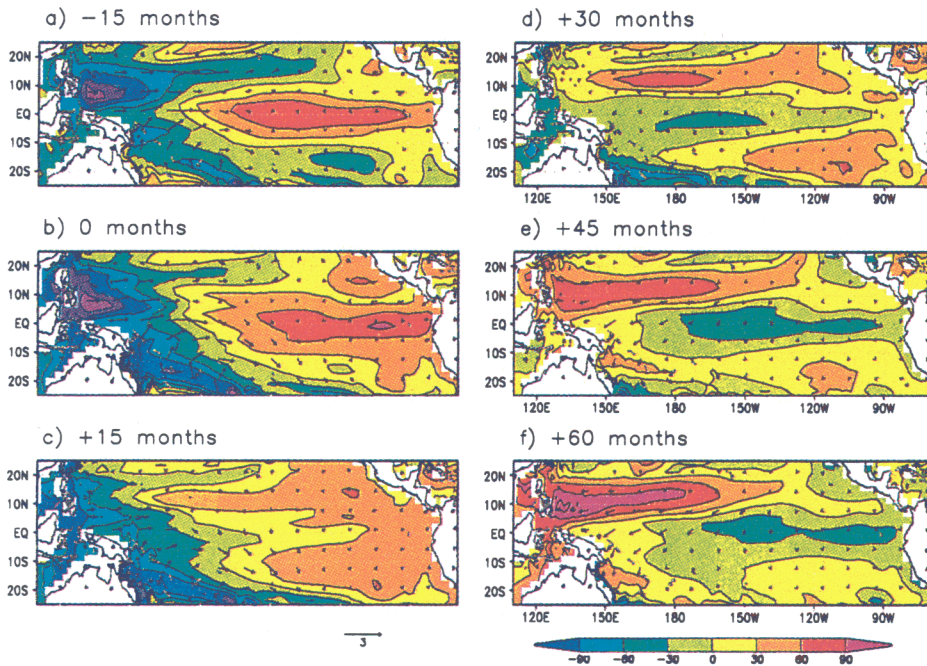 a) -15 months
20N
10N
EQ
10S
20S
b) 0 months
20N
10N
EQ
10S
20S
c) +15 months
20N
10N
EQ
10S
20S
3
d) +30 months
20N
10N
EQ
10S
20S
120E 150E 180 150W 120W 90W
e) +45 months
20N
10N
EQ
10S
20S
120E 150E 180 150W 120W 90W
f) +60 months
20N
10N
EQ
10S
20S
120E 150E 180 150W 120W 90W
-90 -60 -30 0 30 60 90